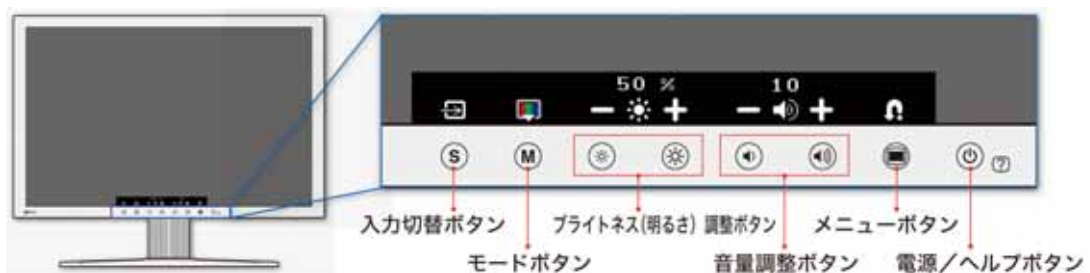 50 % 10
S M ?
入力切替ボタン ブライトネス(明るさ) 調整ボタン メニューボタン
モードボタン 音量調整ボタン 電源/ヘルプボタン